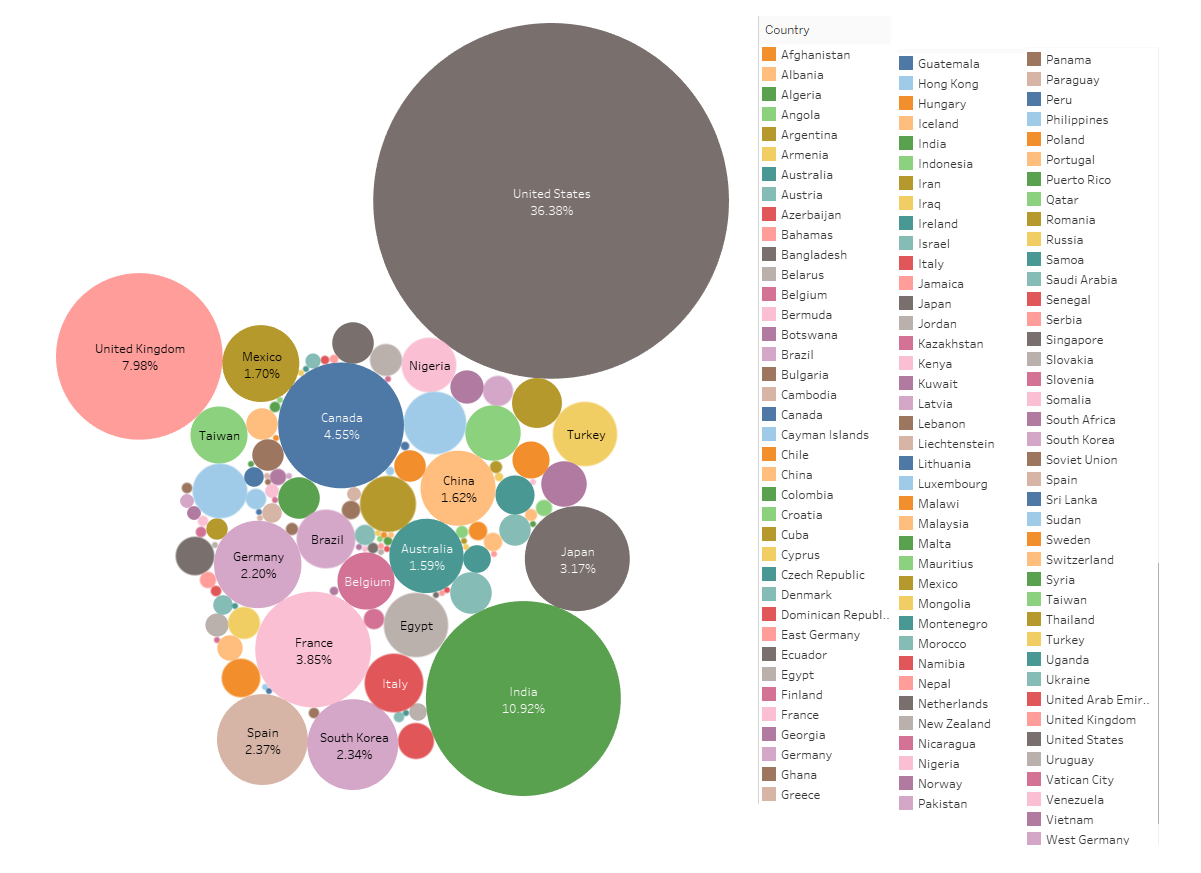 United States
36.38%
United Kingdom
7.98%
Mexico
1.70%
Nigeria
Canada
4.55%
Taiwan
Turkey
China
1.62%
Brazil
Germany
2.20%
Australia
1.59%
Japan
3.17%
Belgium
Egypt
France
3.85%
Italy
India
10.92%
Spain
2.37%
South Korea
2.34%
Country
Afghanistan
Albania
Algeria
Angola
Argentina
Armenia
Australia
Austria
Azerbaijan
Bahamas
Bangladesh
Belarus
Belgium
Bermuda
Botswana
Brazil
Bulgaria
Cambodia
Canada
Cayman Islands
Chile
China
Colombia
Croatia
Cuba
Cyprus
Czech Republic
Denmark
Dominican Republ..
East Germany
Ecuador
Egypt
Finland
France
Georgia
Germany
Ghana
Greece
Guatemala
Hong Kong
Hungary
Iceland
India
Indonesia
Iran
Iraq
Ireland
Israel
Italy
Jamaica
Japan
Jordan
Kazakhstan
Kenya
Kuwait
Latvia
Lebanon
Liechtenstein
Lithuania
Luxembourg
Malawi
Malaysia
Malta
Mauritius
Mexico
Mongolia
Montenegro
Morocco
Namibia
Nepal
Netherlands
New Zealand
Nicaragua
Nigeria
Norway
Pakistan
Panama
Paraguay
Peru
Philippines
Poland
Portugal
Puerto Rico
Qatar
Romania
Russia
Samoa
Saudi Arabia
Senegal
Serbia
Singapore
Slovakia
Slovenia
Somalia
South Africa
South Korea
Soviet Union
Spain
Sri Lanka
Sudan
Sweden
Switzerland
Syria
Taiwan
Thailand
Turkey
Uganda
Ukraine
United Arab Emir..
United Kingdom
United States
Uruguay
Vatican City
Venezuela
Vietnam
West Germany